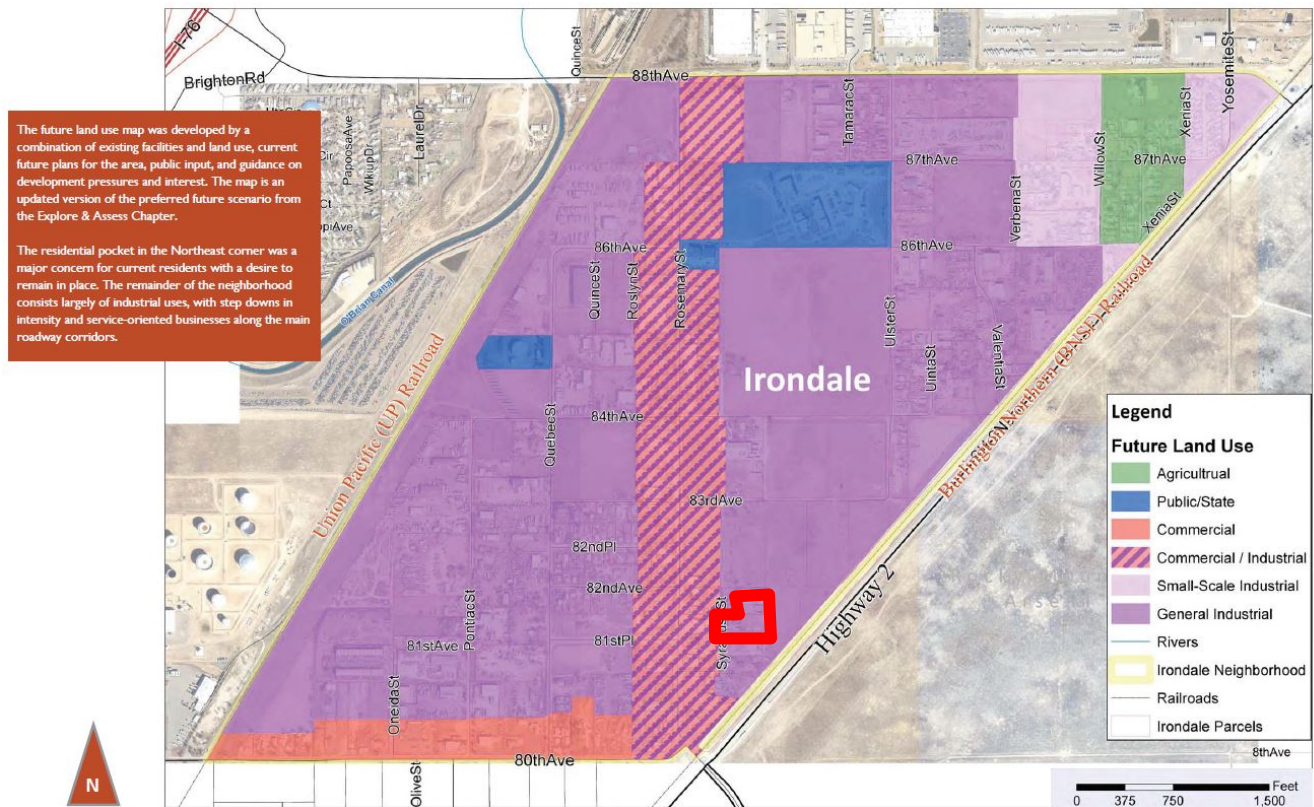 I-76
BrightonRd
QuinceSt
88thAve
YosemiteSt
The future land use map was developed by a
combination of existing facilities and land use, current
future plans for the area, public input, and guidance on
development pressures and interest. The map is an
updated version of the preferred future scenario from
the Explore & Assess Chapter.
The residential pocket in the Northeast corner was a
major concern for current residents with a desire to
remain in place. The remainder of the neighborhood
consists largely of industrial uses, with step downs in
intensity and service-oriented businesses along the main
roadway corridors.
PapoosaAve
WikkupDr
LaurelDr
TamaracSt
87thAve
WillowSt
XeniaSt
87thAve
VerbenaSt
XeniaSt
86thAve
QuinceSt
RoslynSt
RosemarySt
86thAve
O'BrianCanal
Union Pacific (UP) Railroad
QuebecSt
UlsterSt
UintaSt
ValentiaSt
Irondale
Burlington Northern (BNSF) Railroad
84thAve
83rdAve
82ndPl
82ndAve
81stPl
81stAve
PontiacSt
OneidaSt
Highway 2
80thAve
OliveSt
8thAve
Legend
Future Land Use
Agricultrual
Public/State
Commercial
Commercial / Industrial
Small-Scale Industrial
General Industrial
Rivers
Irondale Neighborhood
Railroads
Irondale Parcels
N
Feet
0 375 750 1,500